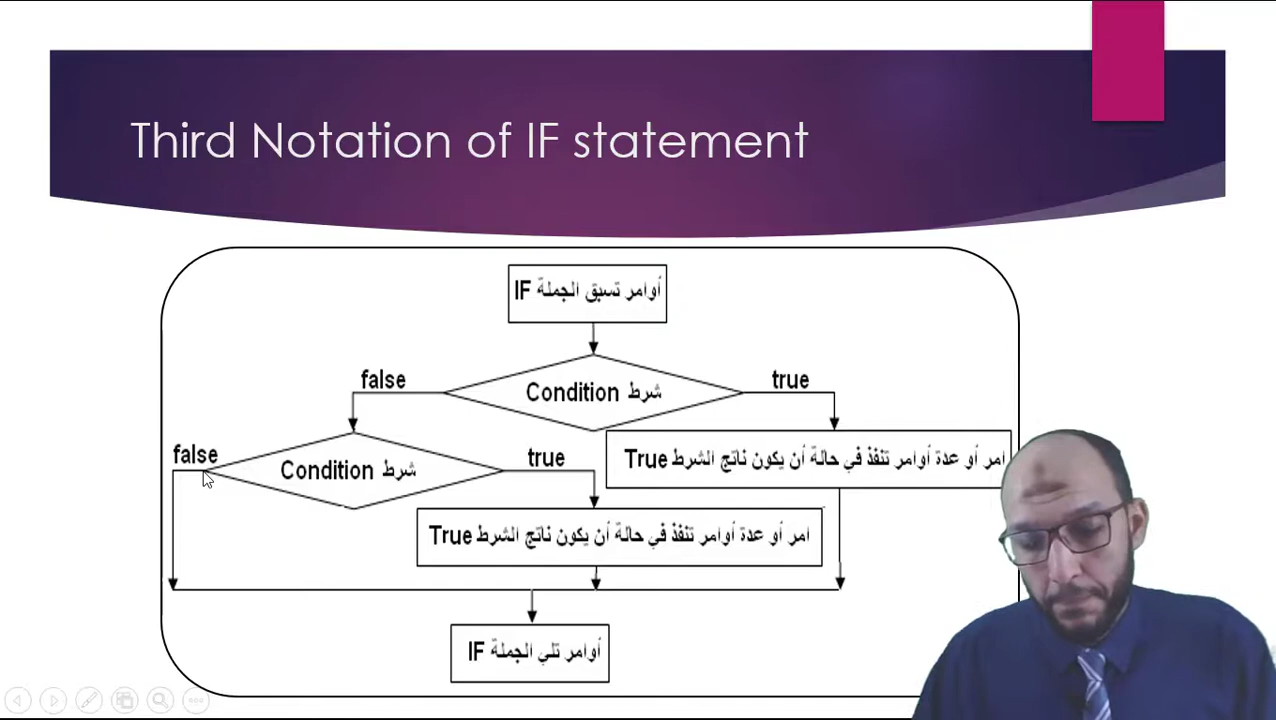 Third Notation of IF statement
أوامر تسبق الجملة IF
false
شرط Condition
true
false
شرط Condition
true
امر أو عدة أوامر تنفذ في حالة أن يكون ناتج الشرط True
امر أو عدة أوامر تنفذ في حالة أن يكون ناتج الشرط True
أوامر تلي الجملة IF